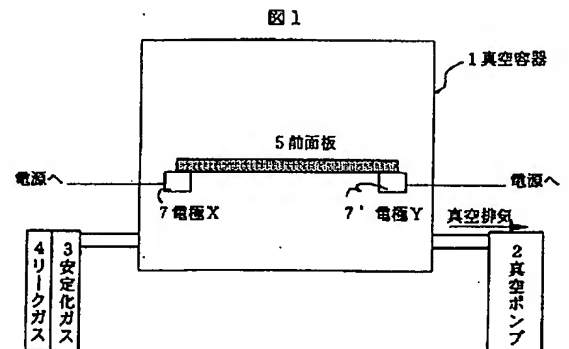 図1
1真空容器
5前面板
電源へ
電源へ
7電極X
7'電極Y
真空排気
4リークガス
3安定化ガス
2真空ポンプ